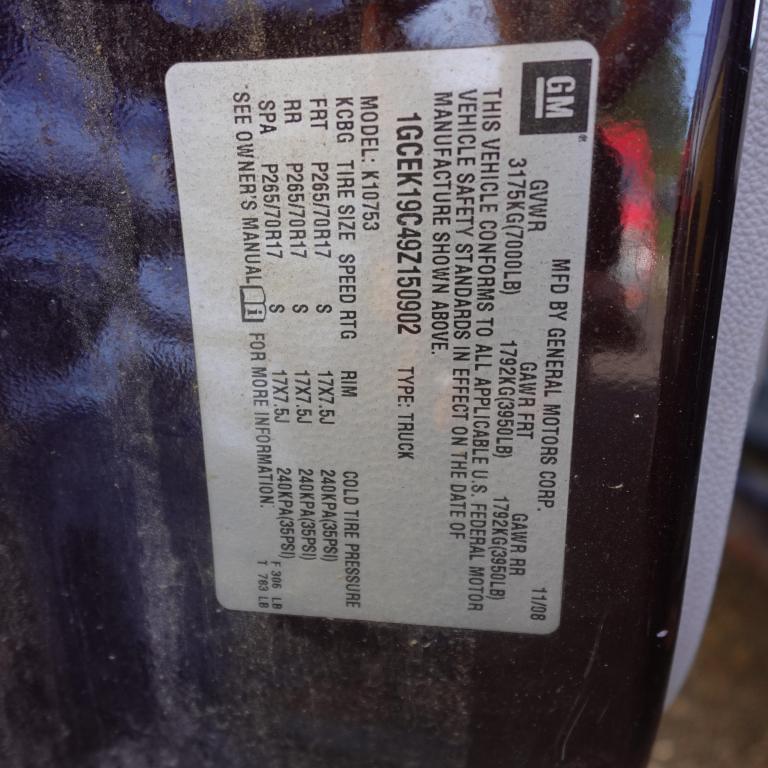 GM
MFD BY GENERAL MOTORS CORP. 11/08
GVWR GAWR FRT GAWR RR
3175KG(7000LB) 1792KG(3950LB) 1792KG(3950LB)
THIS VEHICLE CONFORMS TO ALL APPLICABLE U.S. FEDERAL MOTOR
VEHICLE SAFETY STANDARDS IN EFFECT ON THE DATE OF
MANUFACTURE SHOWN ABOVE.
1GCEK19C49Z150902 TYPE: TRUCK
MODEL: K10753
KCBG TIRE SIZE SPEED RTG RIM COLD TIRE PRESSURE
FRT P265/70R17 S 17X7.5J 240KPA(35PSI)
RR P265/70R17 S 17X7.5J 240KPA(35PSI)
SPA P265/70R17 S 17X7.5J 240KPA(35PSI)
SEE OWNER'S MANUAL i FOR MORE INFORMATION.
F 306 LB
T 783 LB